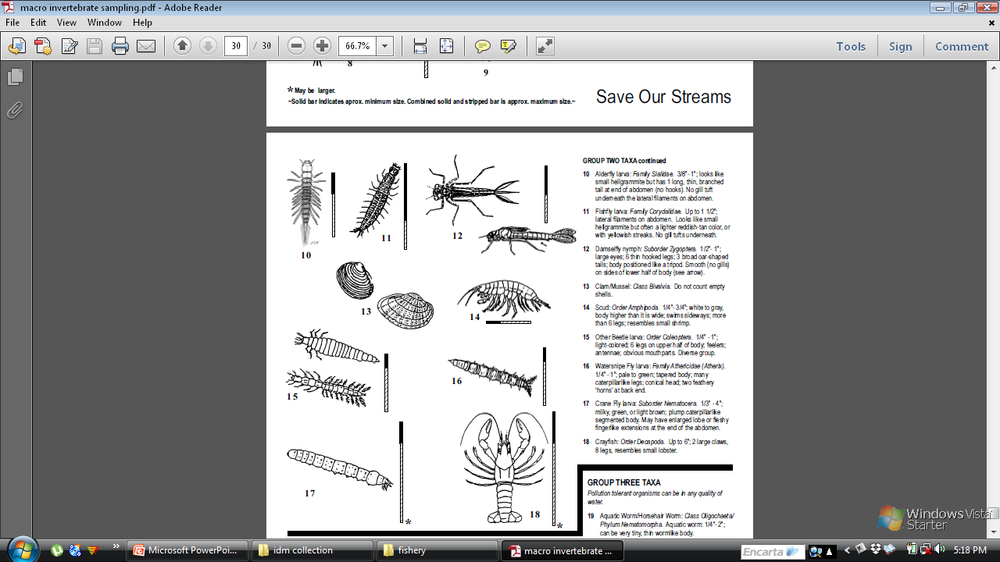 macro invertebrate sampling.pdf - Adobe Reader
File Edit View Window Help
30 / 30 66.7% Tools Sign Comment
8
9
* May be larger.
~Solid bar indicates aprox. minimum size. Combined solid and stripped bar is approx. maximum size.~
Save Our Streams
10
11
12
13
14
15
16
17
18
*
*
GROUP TWO TAXA continued
10 Alderfly larva: Family Sialidae. 3/8" - 1"; looks like
small hellgrammite but has 1 long, thin, branched
tail at end of abdomen (no hooks). No gill tuft
underneath the lateral filaments on abdomen.
11 Fishfly larva: Family Corydalidae. Up to 1 1/2";
lateral filaments on abdomen. Looks like small
hellgrammite but often a lighter reddish-tan color, or
with yellowish streaks. No gill tufts underneath.
12 Damselfly nymph: Suborder Zygoptera. 1/2" - 1";
large eyes; 6 thin hooked legs; 3 broad oar-shaped
tails; body positioned like a tripod. Smooth (no gills)
on sides of lower half of body (see arrow).
13 Clam/Mussel: Class Bivalvia. Do not count empty
shells.
14 Scud: Order Amphipoda. 1/4" - 3/4"; white to gray,
body higher than it is wide; swims sideways; more
than 6 legs; resembles small shrimp.
15 Other Beetle larva: Order Coleoptera. 1/4" - 1";
light-colored; 6 legs on upper half of body; feelers;
antennae; obvious mouthparts. Diverse group.
16 Watersnipe Fly larva: Family Athericidae (Atherix).
1/4" - 1"; pale to green; tapered body; many
caterpillarlike legs; conical head; two feathery
'horns' at back end.
17 Crane Fly larva: Suborder Nematocera. 1/3" - 4";
milky, green, or light brown; plump caterpillarlike
segmented body. May have enlarged lobe or fleshy
fingerlike extensions at the end of the abdomen.
18 Crayfish: Order Decapoda. Up to 6"; 2 large claws,
8 legs, resembles small lobster.
GROUP THREE TAXA
Pollution tolerant organisms can be in any quality of
water.
19 Aquatic Worm/Horsehair Worm: Class Oligochaeta/
Phylum Nematomorpha. Aquatic worm: 1/4" - 2";
can be very tiny, thin wormlike body.
Windows Vista
Starter
Microsoft PowerPoi... idm collection fishery macro invertebrate ... Encarta 5:18 PM